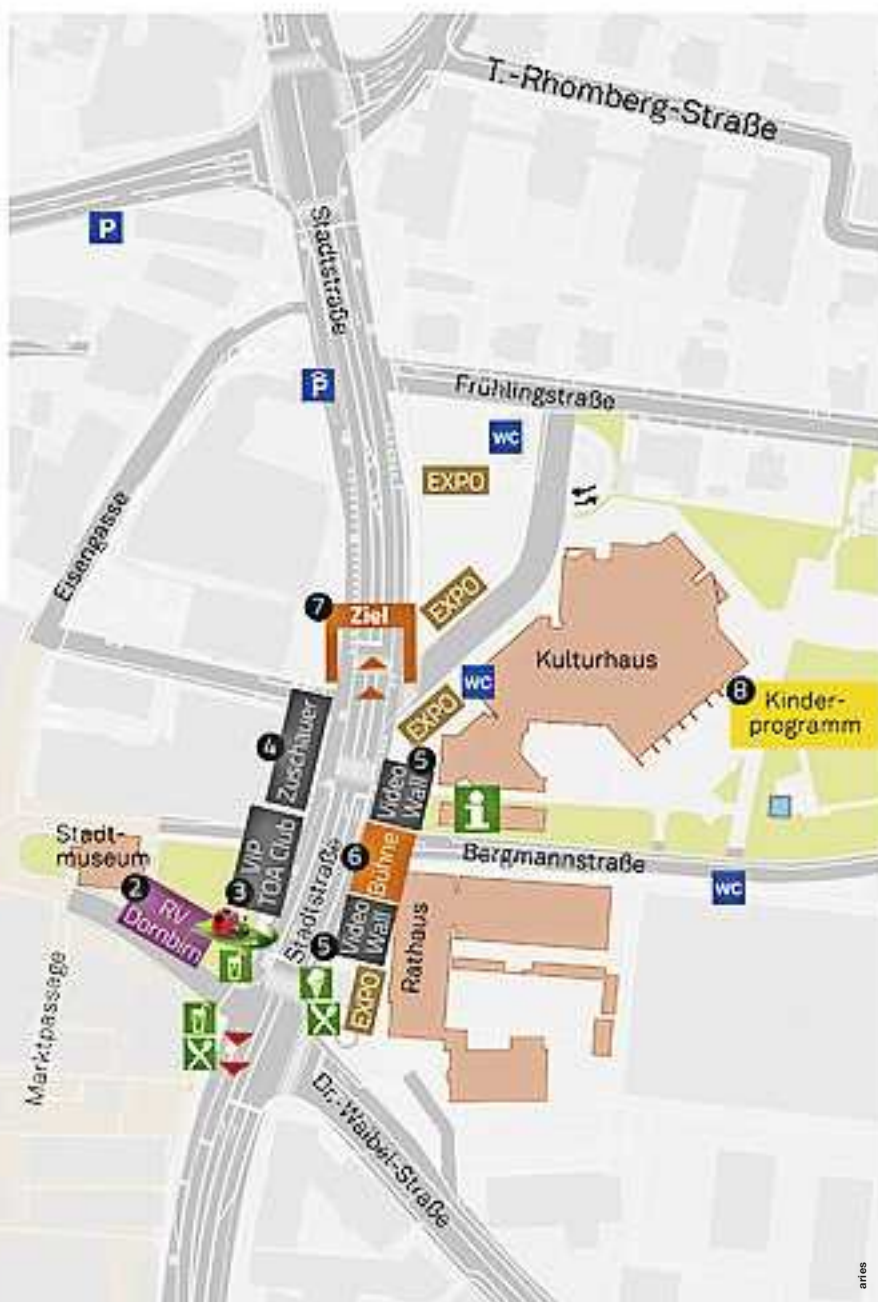 T.-Rhomberg-Straße
P
Stadtstraße
P
Frühlingstraße
WC
EXPO
Eisengasse
7
Ziel
EXPO
Kulturhaus
WC
8
Kinder-
programm
EXPO
4
Zuschauer
5
Video
Wall
i
Stadt-
museum
VIP
TOA Club
3
6
Bühne
Bergmannstraße
WC
2
RV
Dornbirn
Stadtstraße
5
Video
Wall
Rathaus
EXPO
Marktpassage
Dr.-Waibel-Straße
aries